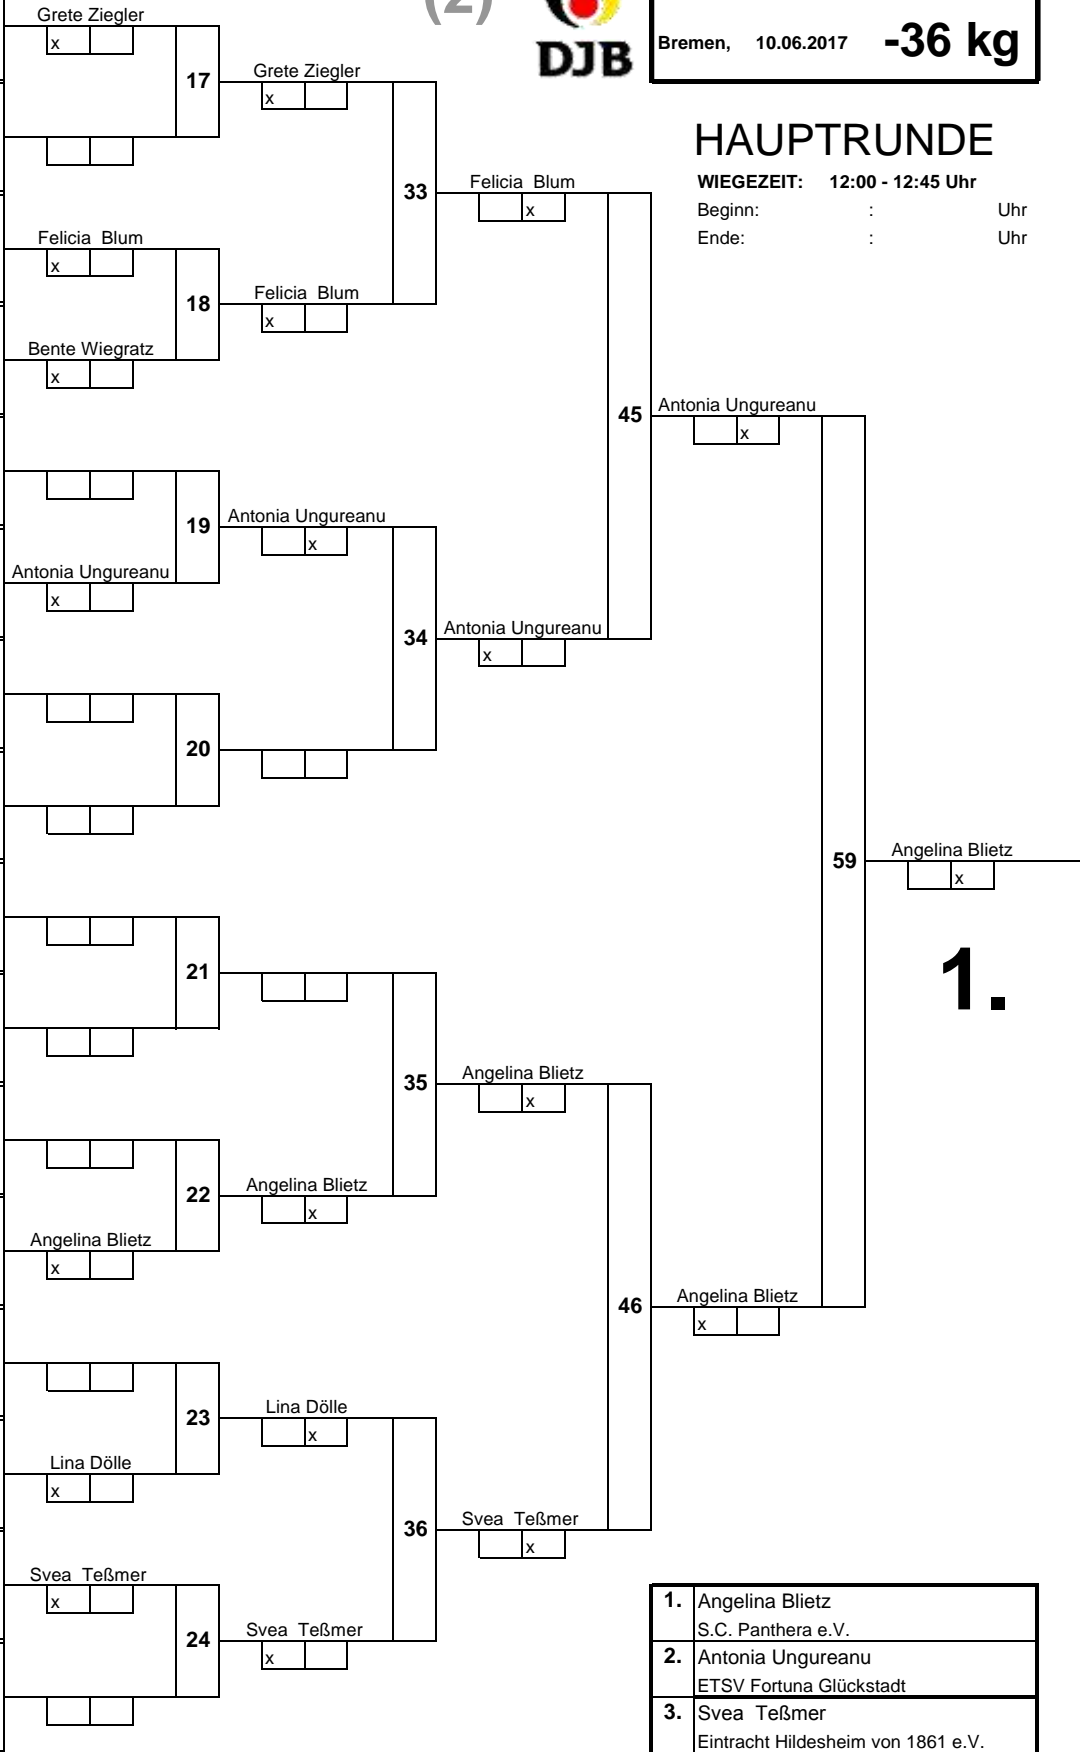 (2)
DJB
Bremen, 10.06.2017 -36 kg
HAUPTRUNDE
WIEGEZEIT: 12:00 - 12:45 Uhr
Beginn: : Uhr
Ende: : Uhr
Grete Ziegler
x
17
Grete Ziegler
x
33
Felicia Blum
x
Felicia Blum
x
18
Felicia Blum
x
Bente Wiegratz
x
45
Antonia Ungureanu
x
19
Antonia Ungureanu
x
Antonia Ungureanu
x
34
Antonia Ungureanu
x
20
59
Angelina Blietz
x
1.
21
35
Angelina Blietz
x
22
Angelina Blietz
x
Angelina Blietz
x
46
Angelina Blietz
x
23
Lina Dölle
x
Lina Dölle
x
36
Svea Teßmer
x
Svea Teßmer
x
24
Svea Teßmer
x
1. Angelina Blietz
S.C. Panthera e.V.
2. Antonia Ungureanu
ETSV Fortuna Glückstadt
3. Svea Teßmer
Eintracht Hildesheim von 1861 e.V.